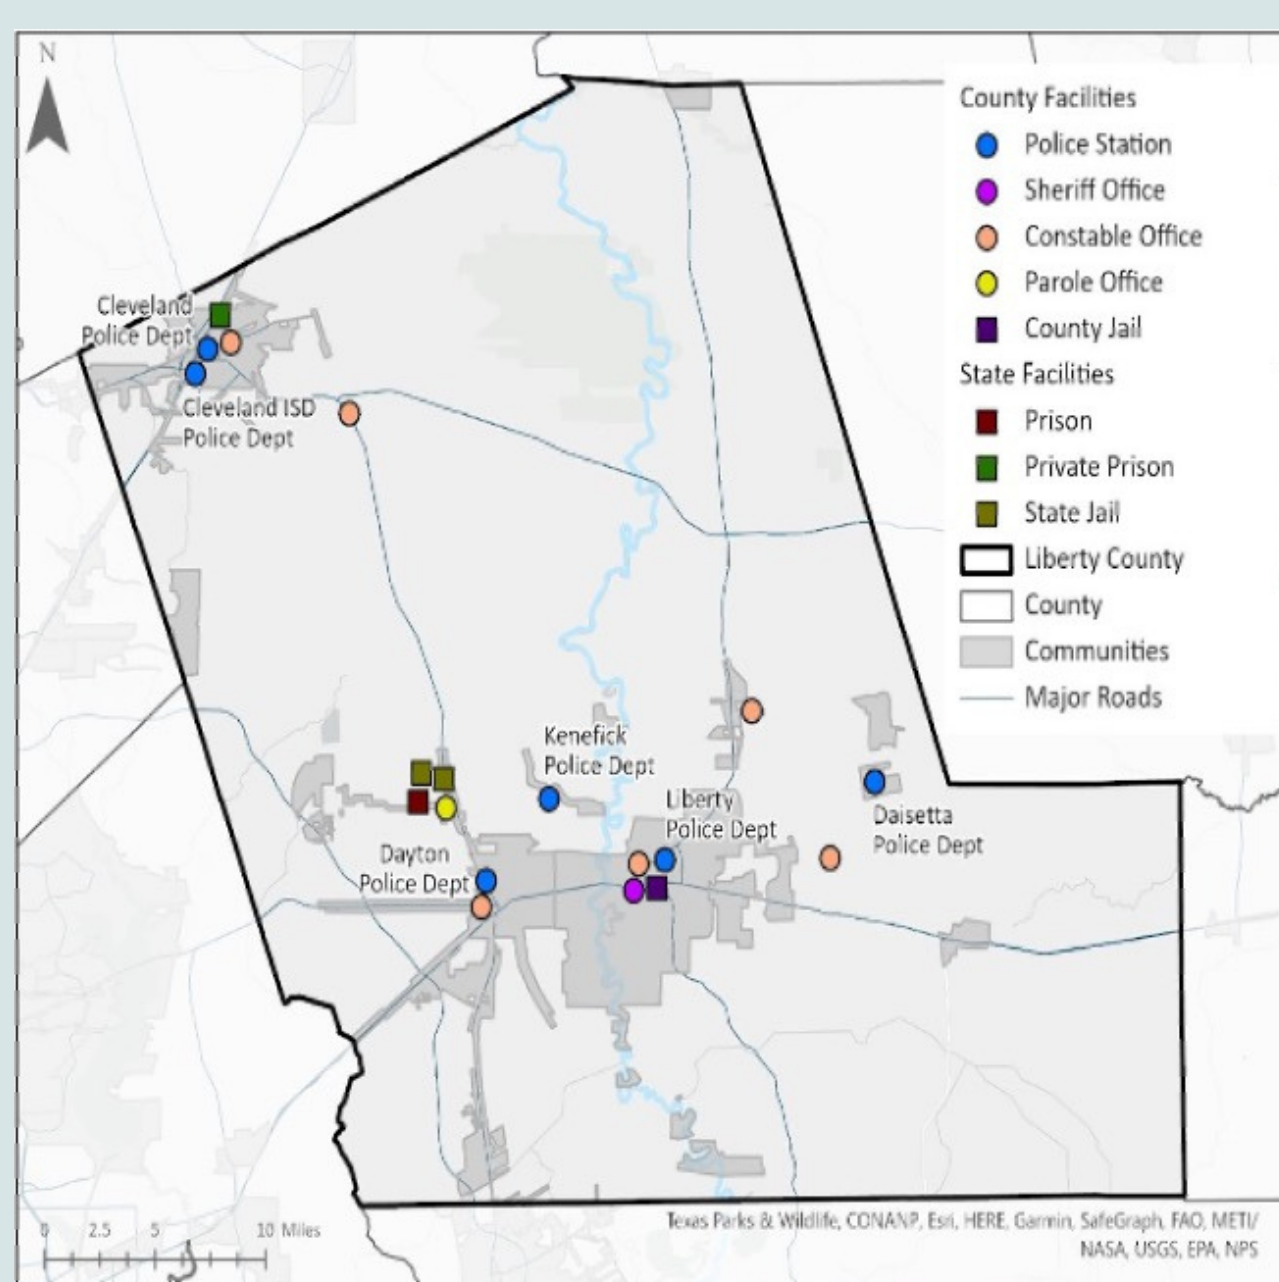 N
County Facilities
Police Station
Sheriff Office
Constable Office
Parole Office
County Jail
State Facilities
Prison
Private Prison
State Jail
Liberty County
County
Communities
Major Roads
Cleveland
Police Dept
Cleveland ISD
Police Dept
Kenefick
Police Dept
Liberty
Police Dept
Daisetta
Police Dept
Dayton
Police Dept
0 2.5 5 10 Miles
Texas Parks & Wildlife, CONANP, Esri, HERE, Garmin, SafeGraph, FAO, METI/
NASA, USGS, EPA, NPS